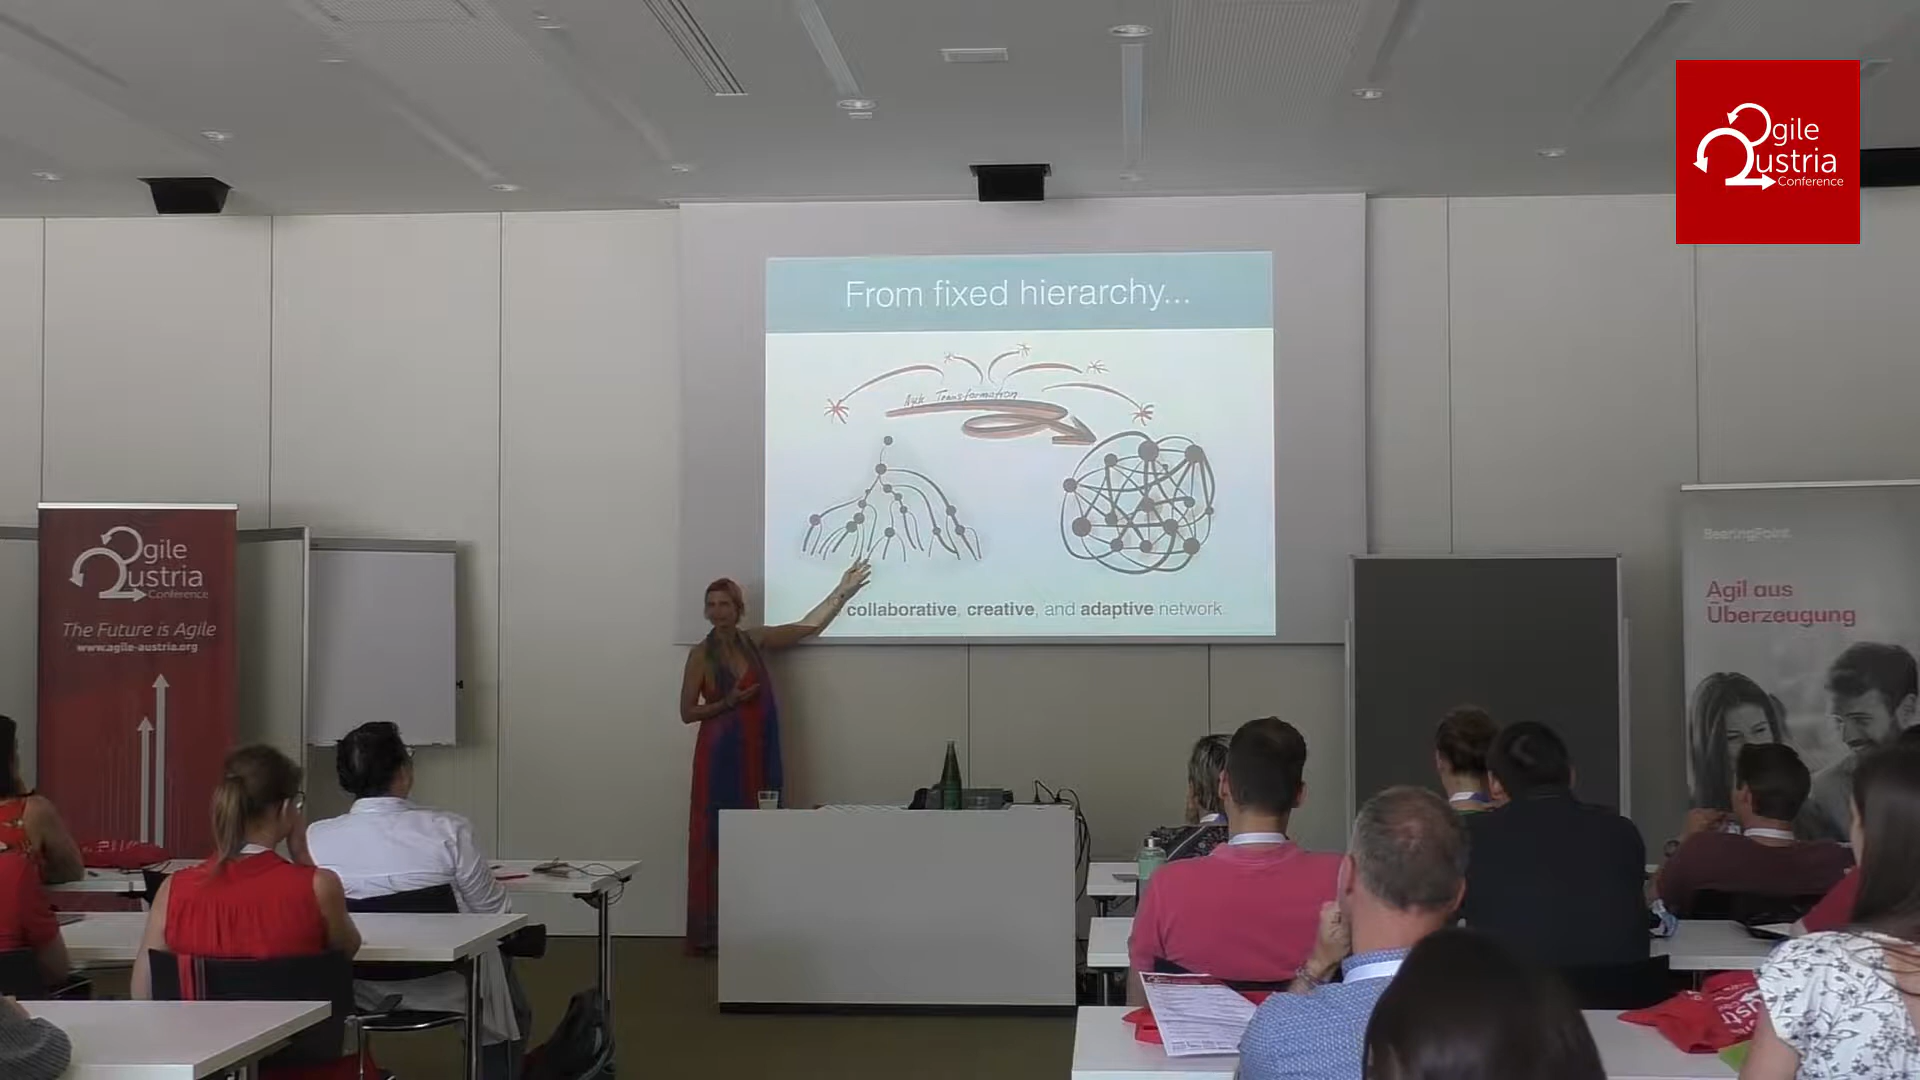 agile
austria
Conference
From fixed hierarchy...
Agile Transformation
collaborative, creative, and adaptive network
agile
austria
Conference
The Future is Agile
www.agile-austria.org
BearingPoint
Agil aus
Überzeugung